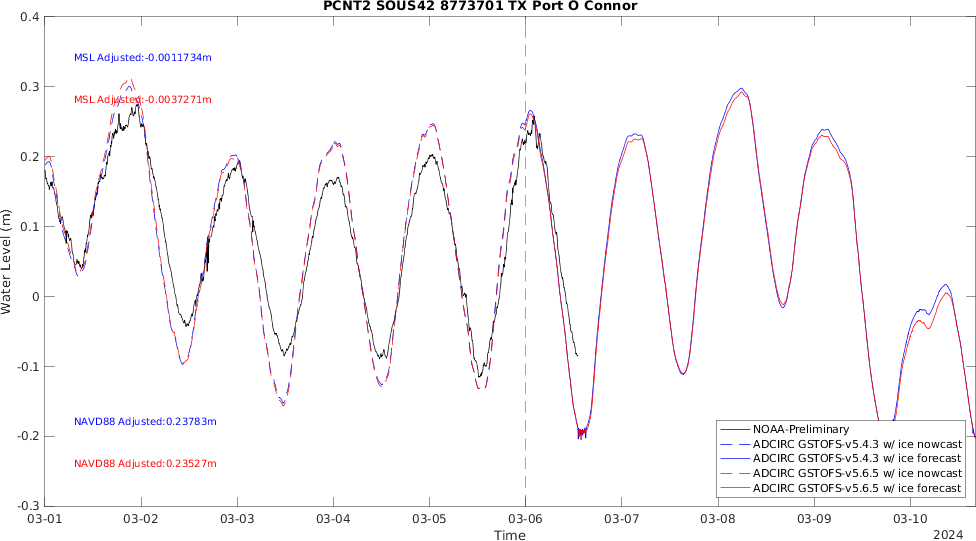 PCNT2 SOUS42 8773701 TX Port O Connor
0.4
0.3
0.2
0.1
0
-0.1
-0.2
-0.3
Water Level (m)
MSL Adjusted:-0.0011734m
MSL Adjusted:-0.0037271m
NAVD88 Adjusted:0.23783m
NAVD88 Adjusted:0.23527m
NOAA-Preliminary
ADCIRC GSTOFS-v5.4.3 w/ ice nowcast
ADCIRC GSTOFS-v5.4.3 w/ ice forecast
ADCIRC GSTOFS-v5.6.5 w/ ice nowcast
ADCIRC GSTOFS-v5.6.5 w/ ice forecast
03-01 03-02 03-03 03-04 03-05 03-06 03-07 03-08 03-09 03-10
Time
2024